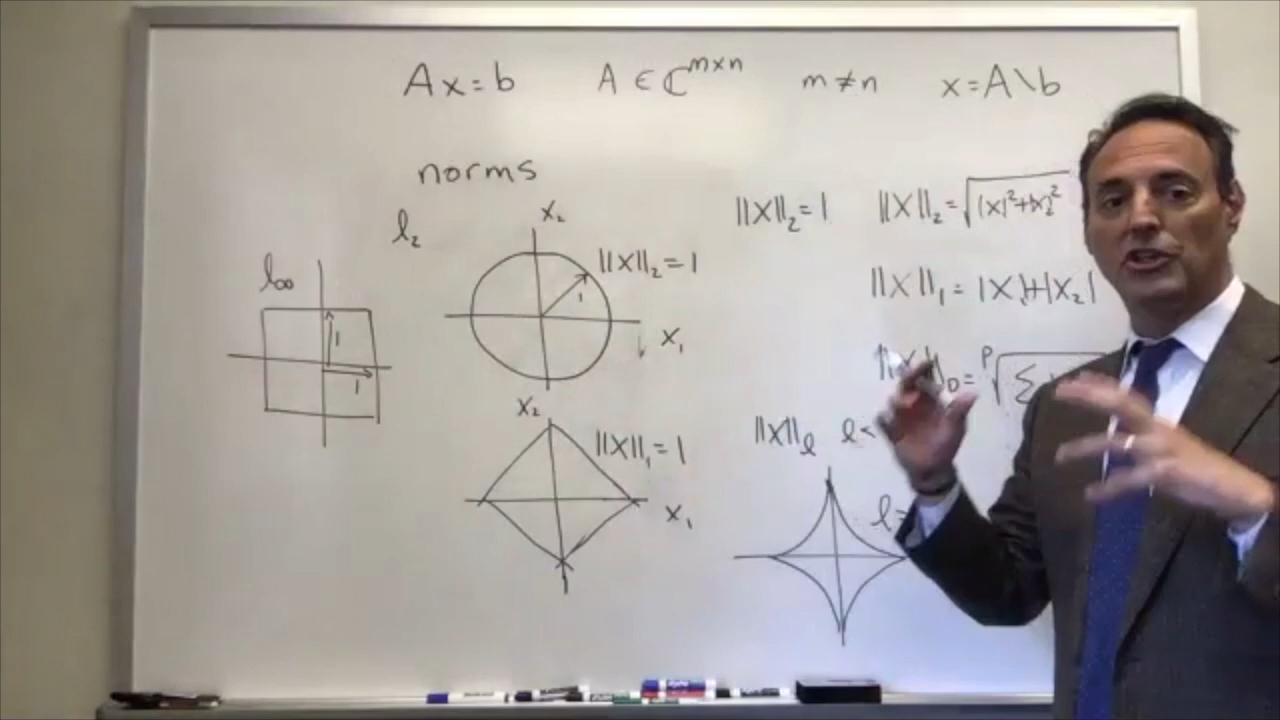 Ax=b A ∈ ℂ^{m×n} m≠n x=A\b
norms
‖X‖₂=1 ‖X‖₂=√(|X|²+|X₂|²)
l₂ X₂
‖X‖₂=1
l∞
1
1
1
X₁
‖X‖₁=|X₁|+|X₂|
p√Σ
X₂
‖X‖₁=1
X₁
‖X‖ₗ l<
l=